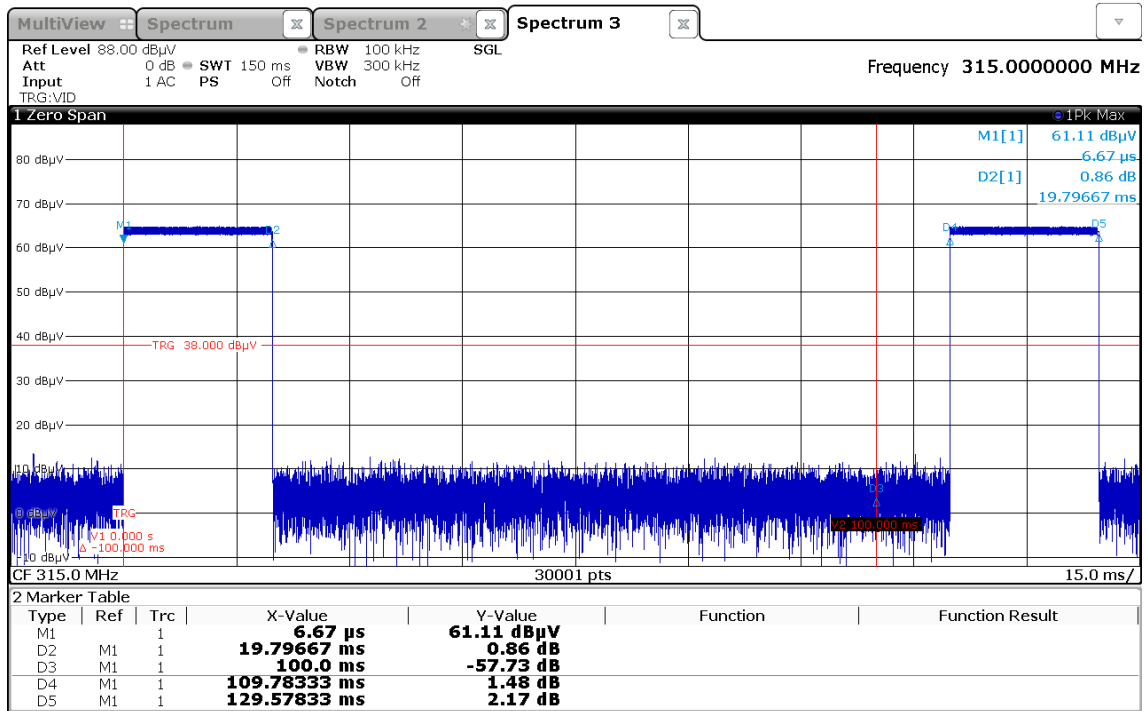 MultiView Spectrum Spectrum 2 Spectrum 3
Ref Level 88.00 dBµV RBW 100 kHz SGL
Att 0 dB SWT 150 ms VBW 300 kHz
Input 1 AC PS Off Notch Off
Frequency 315.0000000 MHz
TRG:VID
1 Zero Span 1Pk Max
M1[1] 61.11 dBµV
6.67 µs
D2[1] 0.86 dB
19.79667 ms
80 dBµV
70 dBµV
M1 D2 D4 D5
60 dBµV
50 dBµV
40 dBµV
TRG 38.000 dBµV
30 dBµV
20 dBµV
10 dBµV
D3
0 dBµV
TRG
V1 0.000 s
V2 100.000 ms
Δ -100.000 ms
-10 dBµV
CF 315.0 MHz 30001 pts 15.0 ms/
2 Marker Table
Type Ref Trc X-Value Y-Value Function Function Result
M1 1 6.67 µs 61.11 dBµV
D2 M1 1 19.79667 ms 0.86 dB
D3 M1 1 100.0 ms -57.73 dB
D4 M1 1 109.78333 ms 1.48 dB
D5 M1 1 129.57833 ms 2.17 dB